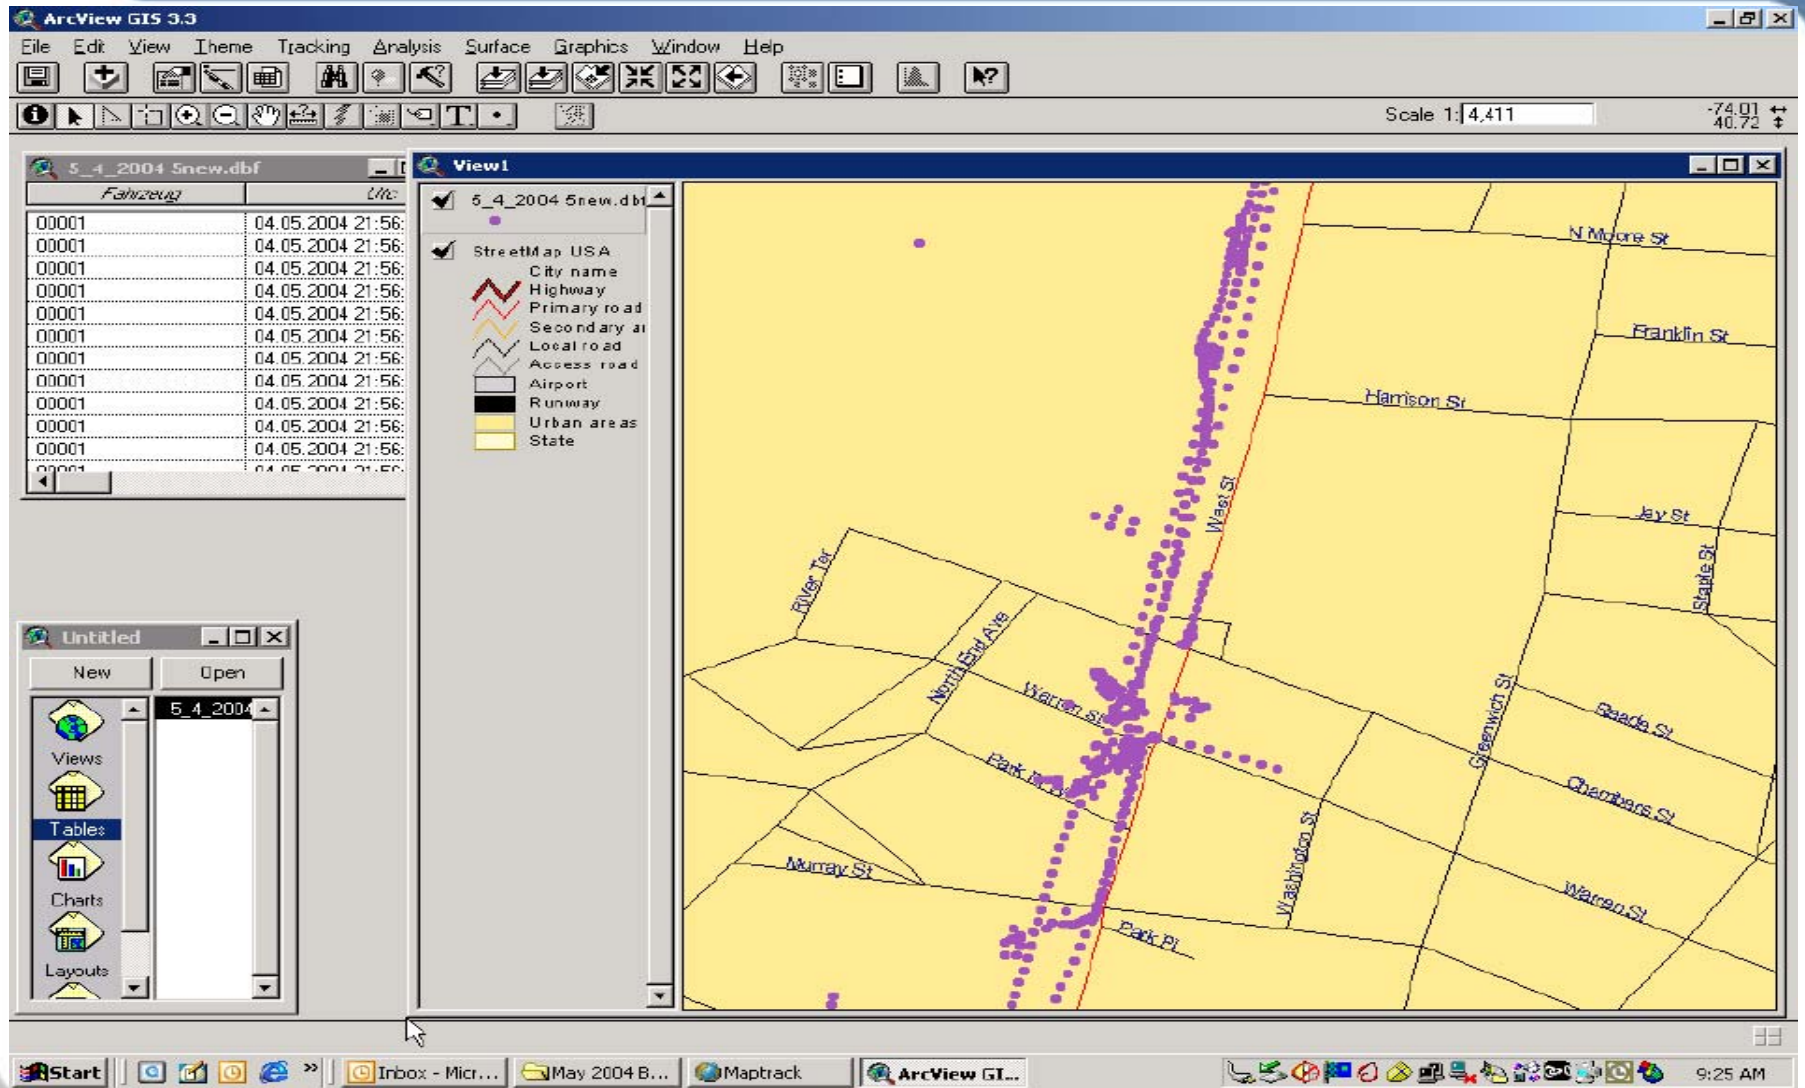 ArcView GIS 3.3
File Edit View Theme Tracking Analysis Surface Graphics Window Help
Scale 1: 4,411
-74.01
40.72
5_4_2004 5new.dbf
Fahrzeug Utc
00001 04.05.2004 21:56:
00001 04.05.2004 21:56:
00001 04.05.2004 21:56:
00001 04.05.2004 21:56:
00001 04.05.2004 21:56:
00001 04.05.2004 21:56:
00001 04.05.2004 21:56:
00001 04.05.2004 21:56:
00001 04.05.2004 21:56:
00001 04.05.2004 21:56:
00001 04.05.2004 21:56:
Untitled
New Open
5_4_2004
Views
Tables
Charts
Layouts
View1
5_4_2004 5new.dbf
StreetMap USA
City name
Highway
Primary road
Secondary ar
Local road
Access road
Airport
Runway
Urban areas
State
N Moore St
Franklin St
Harrison St
West St
Jay St
Staple St
River Ter
North End Ave
Warren St
Greenwich St
Reade St
Park
Chambers St
Washington St
Murray St
Warren St
Park Pl
Start
Inbox - Micr...
May 2004 B...
Maptrack
ArcView GI...
9:25 AM